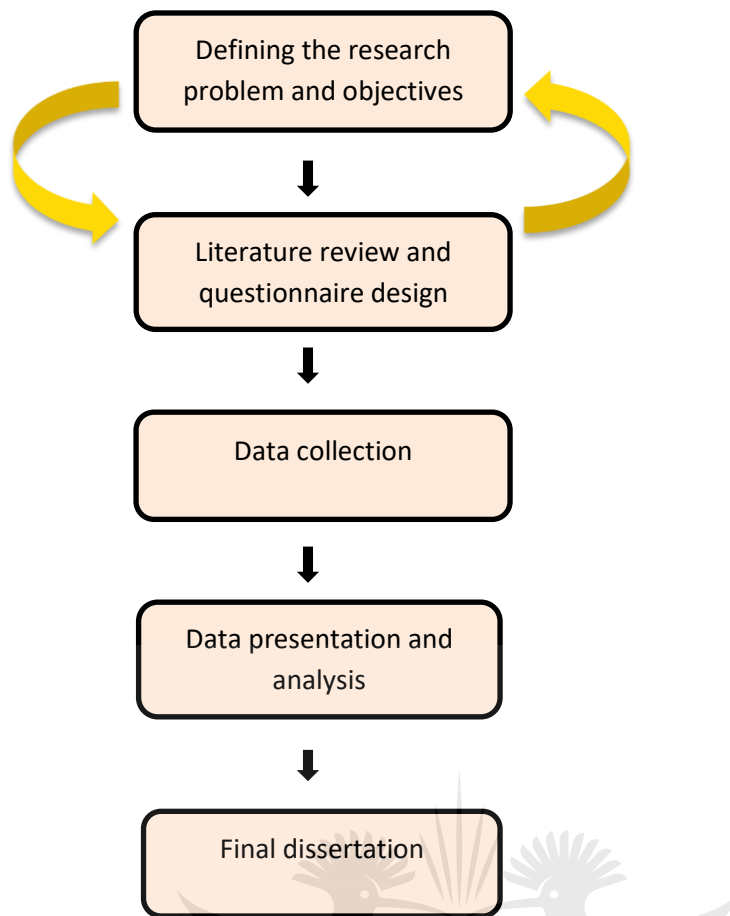 Defining the research
problem and objectives
Literature review and
questionnaire design
Data collection
Data presentation and
analysis
Final dissertation